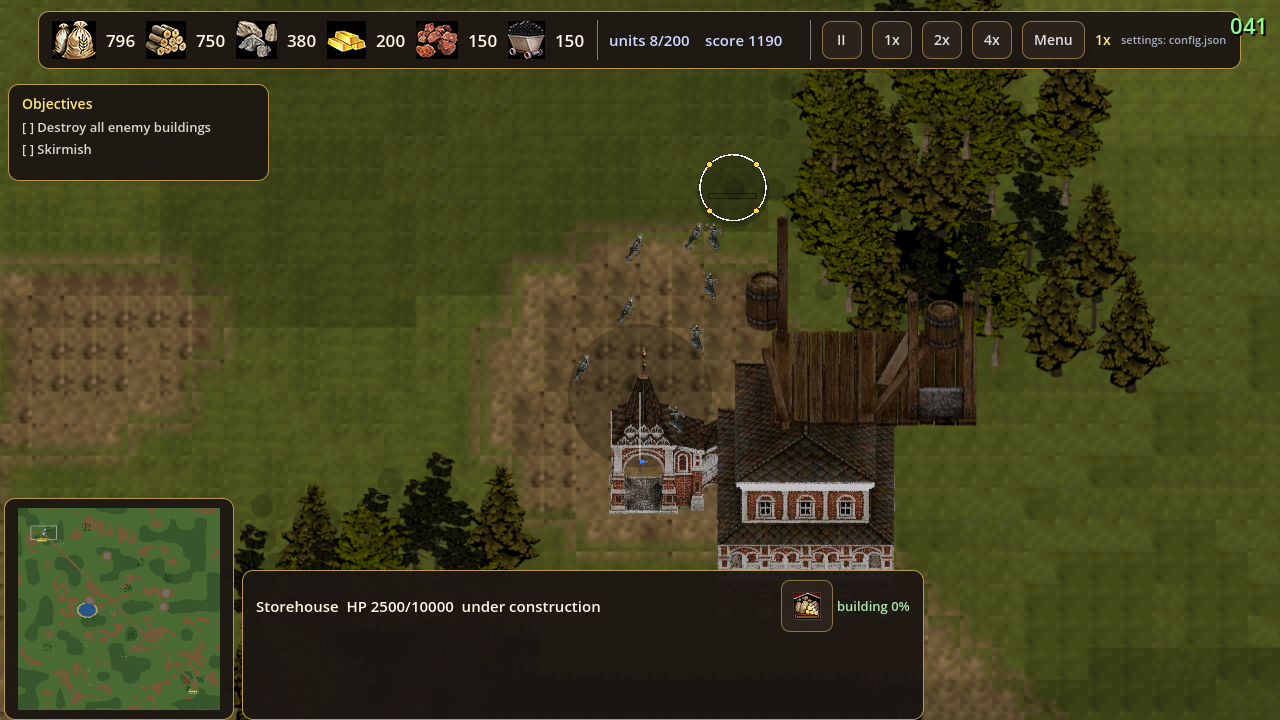 796 750 380 200 150 150 units 8/200 score 1190 II 1x 2x 4x Menu 1x settings: config.json 041
Objectives
[ ] Destroy all enemy buildings
[ ] Skirmish
Storehouse HP 2500/10000 under construction building 0%